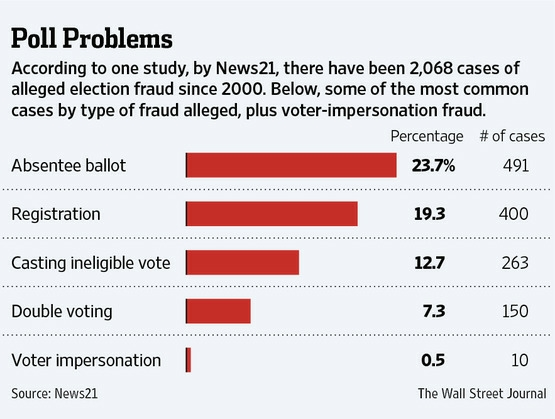 Poll Problems
According to one study, by News21, there have been 2,068 cases of
alleged election fraud since 2000. Below, some of the most common
cases by type of fraud alleged, plus voter-impersonation fraud.
Percentage # of cases
Absentee ballot 23.7% 491
Registration 19.3 400
Casting ineligible vote 12.7 263
Double voting 7.3 150
Voter impersonation 0.5 10
Source: News21 The Wall Street Journal